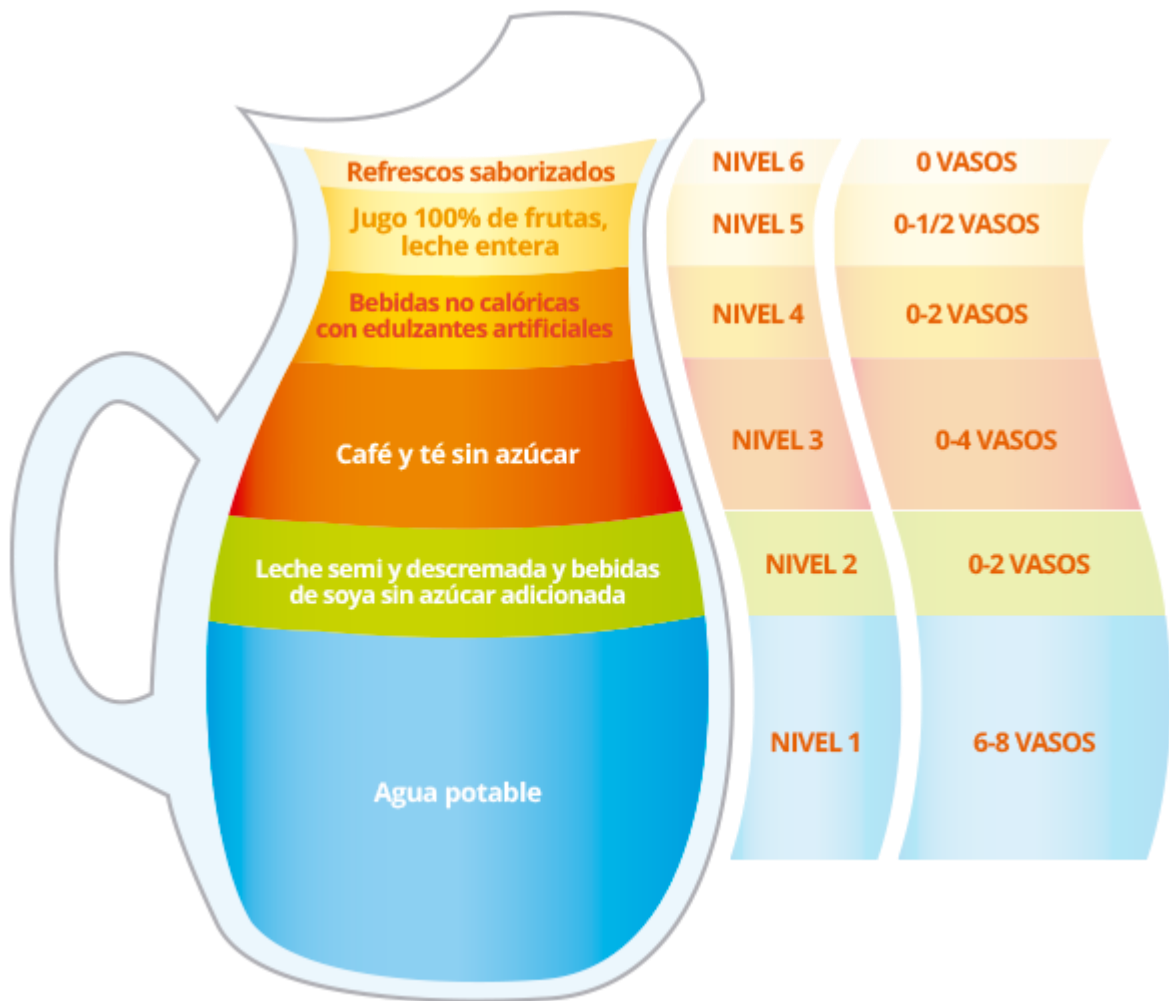 Refrescos saborizados
NIVEL 6
0 VASOS
Jugo 100% de frutas,
leche entera
NIVEL 5
0-1/2 VASOS
Bebidas no calóricas
con edulzantes artificiales
NIVEL 4
0-2 VASOS
Café y té sin azúcar
NIVEL 3
0-4 VASOS
Leche semi y descremada y bebidas
de soya sin azúcar adicionada
NIVEL 2
0-2 VASOS
Agua potable
NIVEL 1
6-8 VASOS